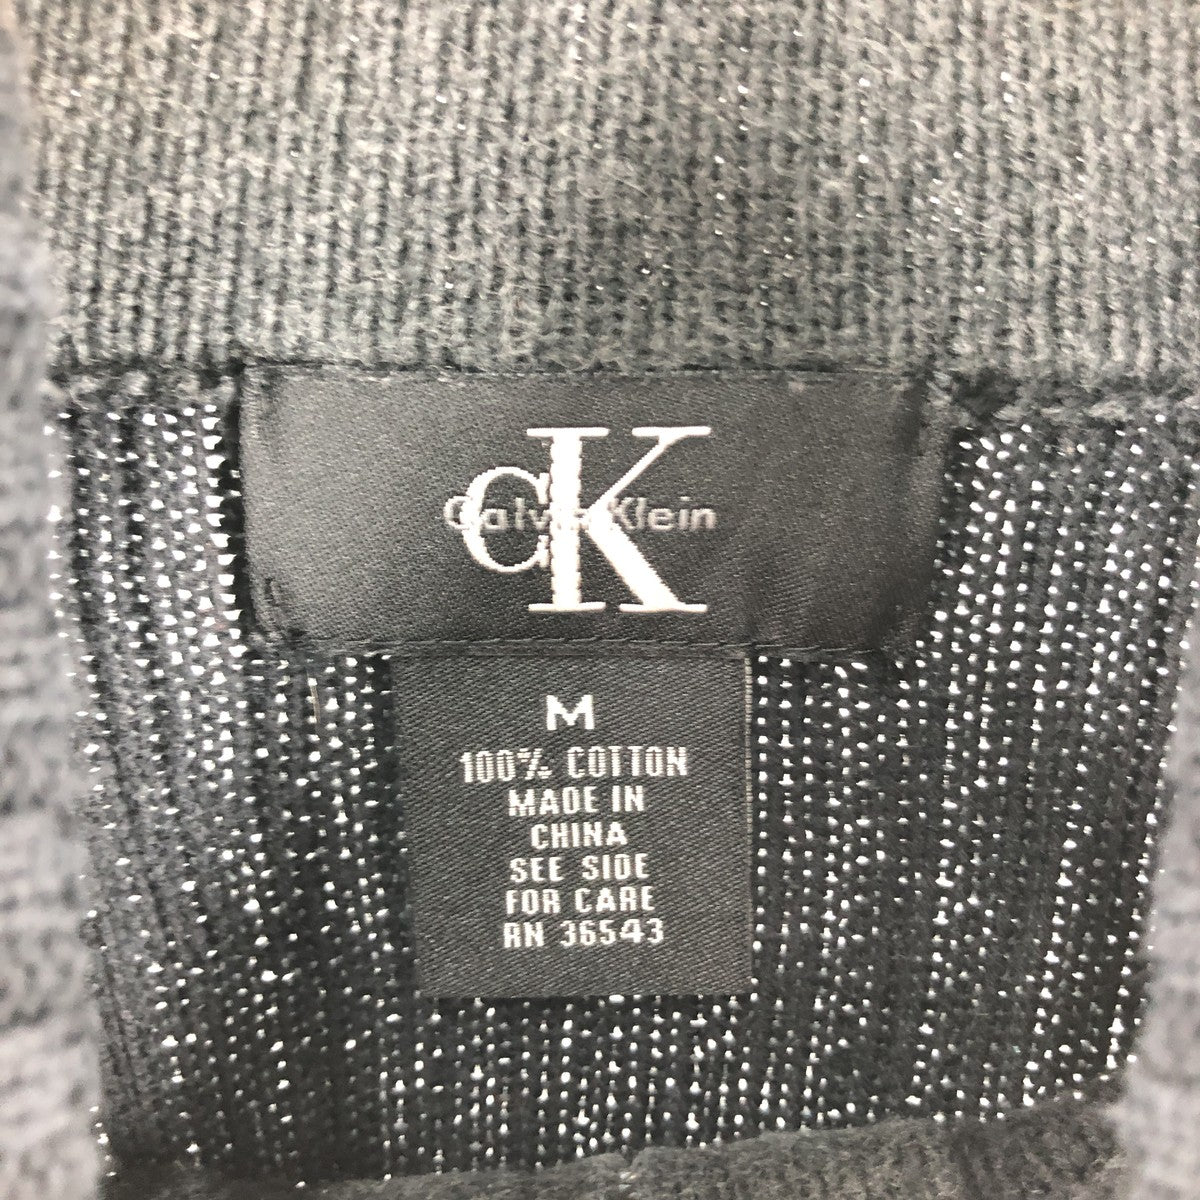 CK
Calvin Klein
M
100% COTTON
MADE IN
CHINA
SEE SIDE
FOR CARE
RN 36543